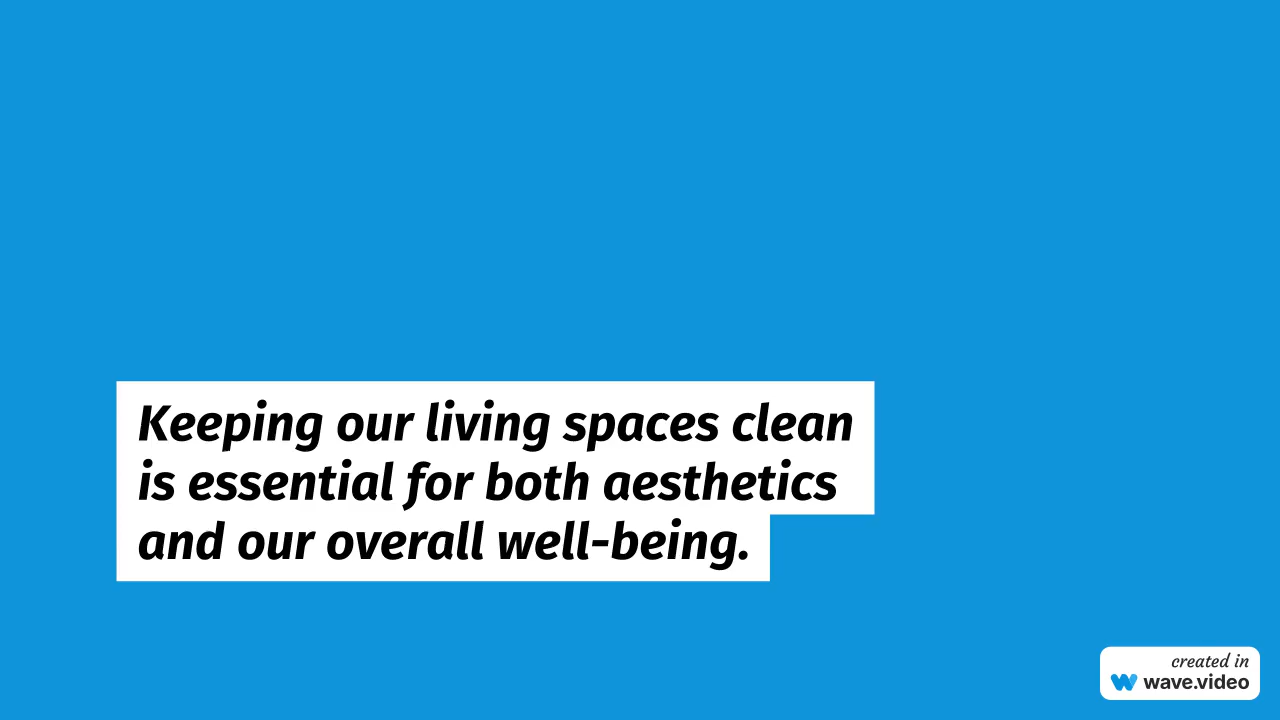 Keeping our living spaces clean
is essential for both aesthetics
and our overall well-being.
created in
wave.video